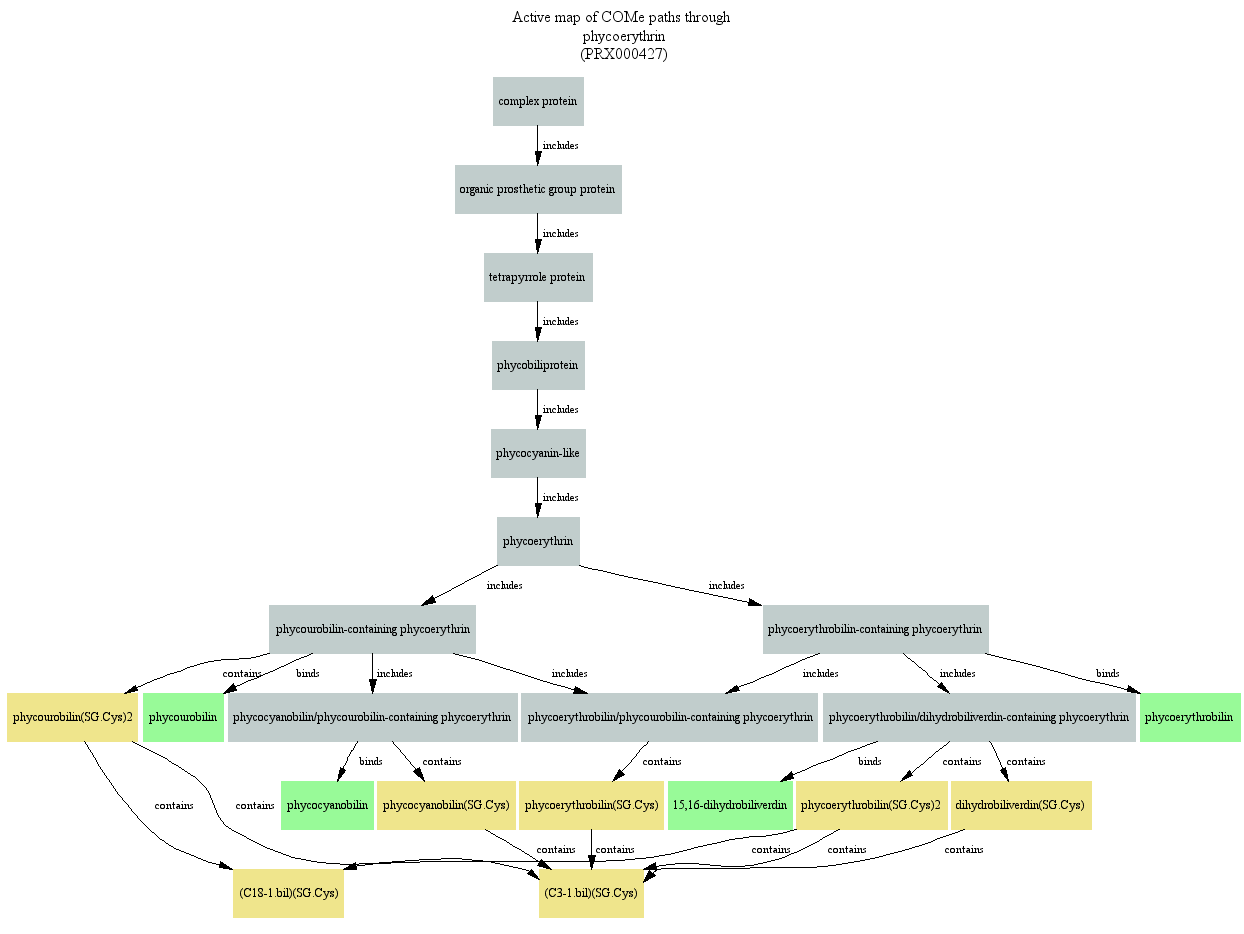 Active map of COMe paths through
phycoerythrin
(PRX000427)
complex protein
includes
organic prosthetic group protein
includes
tetrapyrrole protein
includes
phycobiliprotein
includes
phycocyanin-like
includes
phycoerythrin
includes
includes
phycourobilin-containing phycoerythrin
phycoerythrobilin-containing phycoerythrin
contains
binds
includes
includes
includes
includes
binds
phycourobilin(SG.Cys)2
phycourobilin
phycocyanobilin/phycourobilin-containing phycoerythrin
phycoerythrobilin/phycourobilin-containing phycoerythrin
phycoerythrobilin/dihydrobiliverdin-containing phycoerythrin
phycoerythrobilin
binds
contains
contains
binds
contains
contains
phycocyanobilin
phycocyanobilin(SG.Cys)
phycoerythrobilin(SG.Cys)
15,16-dihydrobiliverdin
phycoerythrobilin(SG.Cys)2
dihydrobiliverdin(SG.Cys)
contains
contains
contains
contains
contains
contains
contains
(C18-1.bil)(SG.Cys)
(C3-1.bil)(SG.Cys)